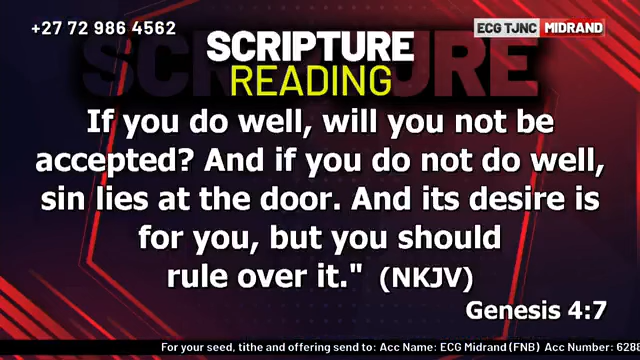 +27 72 986 4562
ECG TJNC MIDRAND
SCRIPTURE
READING
If you do well, will you not be
accepted? And if you do not do well,
sin lies at the door. And its desire is
for you, but you should
rule over it." (NKJV)
Genesis 4:7
For your seed, tithe and offering send to: Acc Name: ECG Midrand (FNB) Acc Number: 628